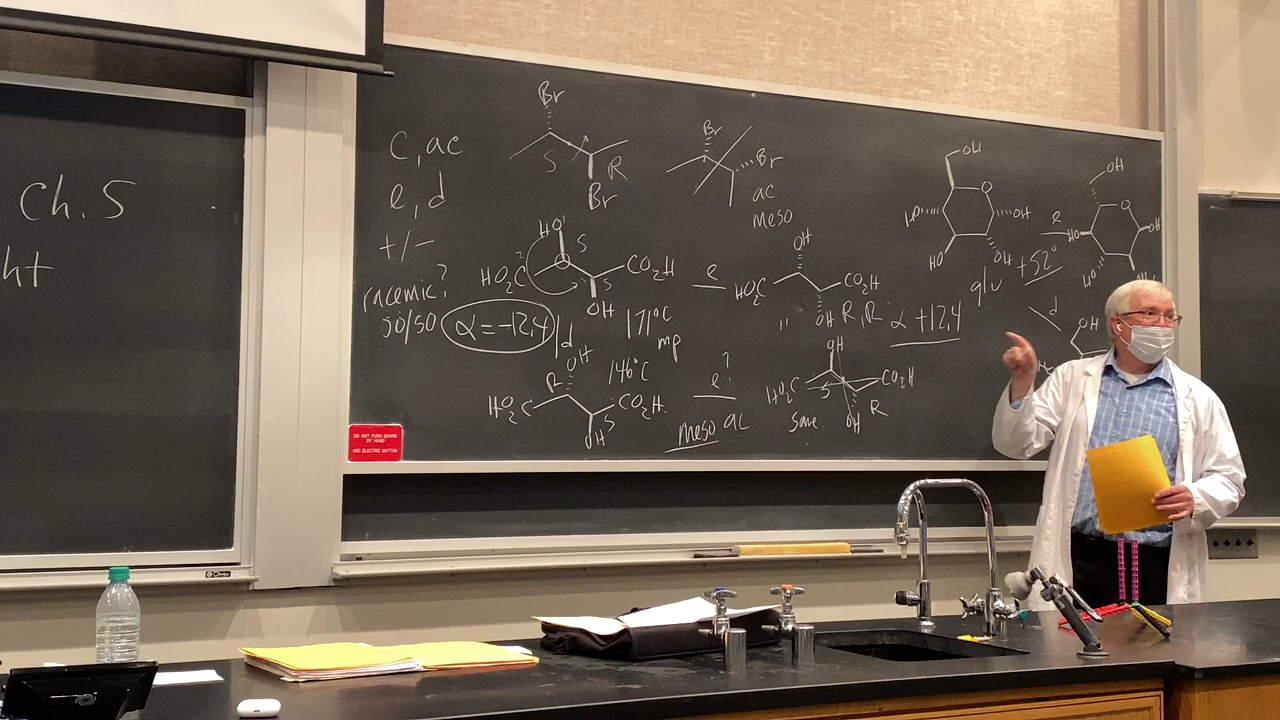 Ch. 5
ht
C, ac
e, d
+/-
racemic?
50/50
Br
S
R
Br
Br
Br
ac
meso
HO
S
HO2C
CO2H
S
OH
α = -12.4
d
171°C
mp
e
OH
HO2C
CO2H
"
OH
R,R
α +12.4
OH
R
146°C
HO2C
CO2H
S
OH
e?
meso ac
OH
HO2C
CO2H
S
R
same.
OH
OH
O
HO
OH
HO
OH
e
glu
+52°
OH
O
HO
OH
HO
d
OH
DO NOT PUSH BOARD
BY HAND
USE ELECTRIC BUTTON